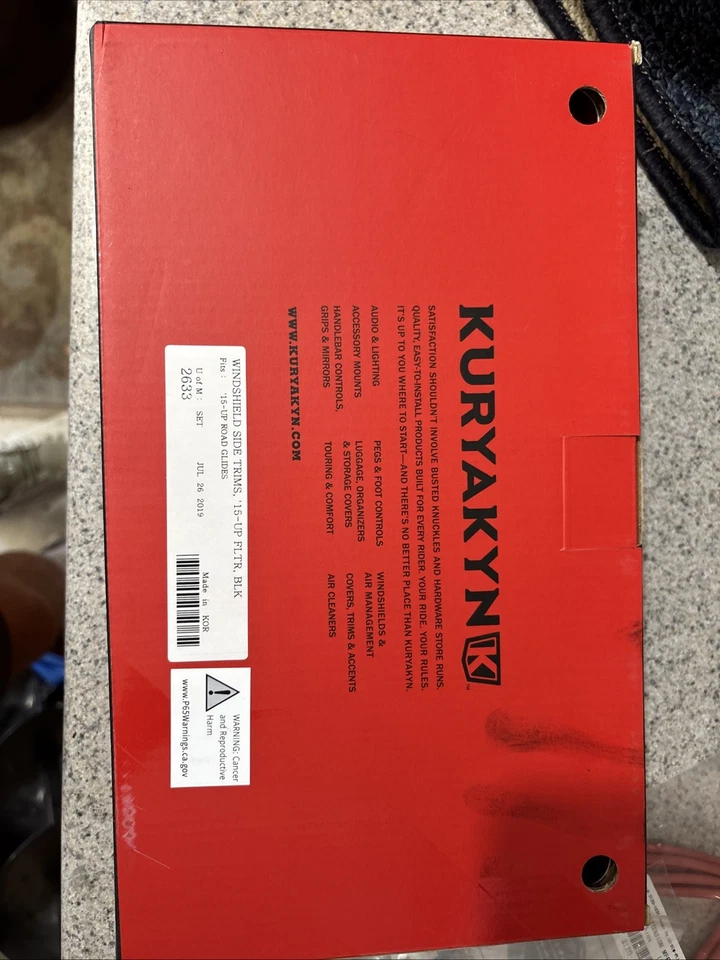 KURYAKYN
SATISFACTION SHOULDN'T INVOLVE BUSTED KNUCKLES AND HARDWARE STORE RUNS.
QUALITY, EASY-TO-INSTALL PRODUCTS BUILT FOR EVERY RIDER. YOUR RIDE. YOUR RULES.
IT'S UP TO YOU WHERE TO START—AND THERE'S NO BETTER PLACE THAN KURYAKYN.
AUDIO & LIGHTING
ACCESSORY MOUNTS
HANDLEBAR CONTROLS,
GRIPS & MIRRORS
PEGS & FOOT CONTROLS
LUGGAGE, ORGANIZERS
& STORAGE COVERS
TOURING & COMFORT
WINDSHIELDS &
AIR MANAGEMENT
COVERS, TRIMS & ACCENTS
AIR CLEANERS
WWW.KURYAKYN.COM
WINDSHIELD SIDE TRIMS, '15-UP FLTR, BLK
Fits: '15-UP ROAD GLIDES
Made in KOR
U of M: SET JUL 26 2019
2633
WARNING: Cancer
and Reproductive
Harm
www.P65Warnings.ca.gov